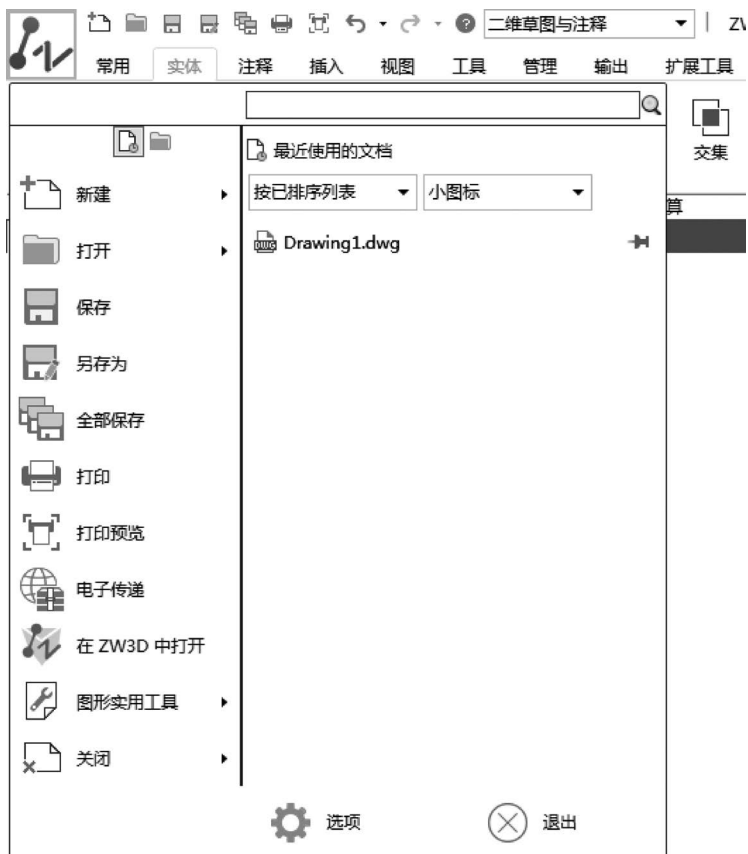 二维草图与注释 ZW
常用 实体 注释 插入 视图 工具 管理 输出 扩展工具
交集
最近使用的文档
按已排序列表 小图标
算
Drawing1.dwg
新建
打开
保存
另存为
全部保存
打印
打印预览
电子传递
在 ZW3D 中打开
图形实用工具
关闭
选项 退出